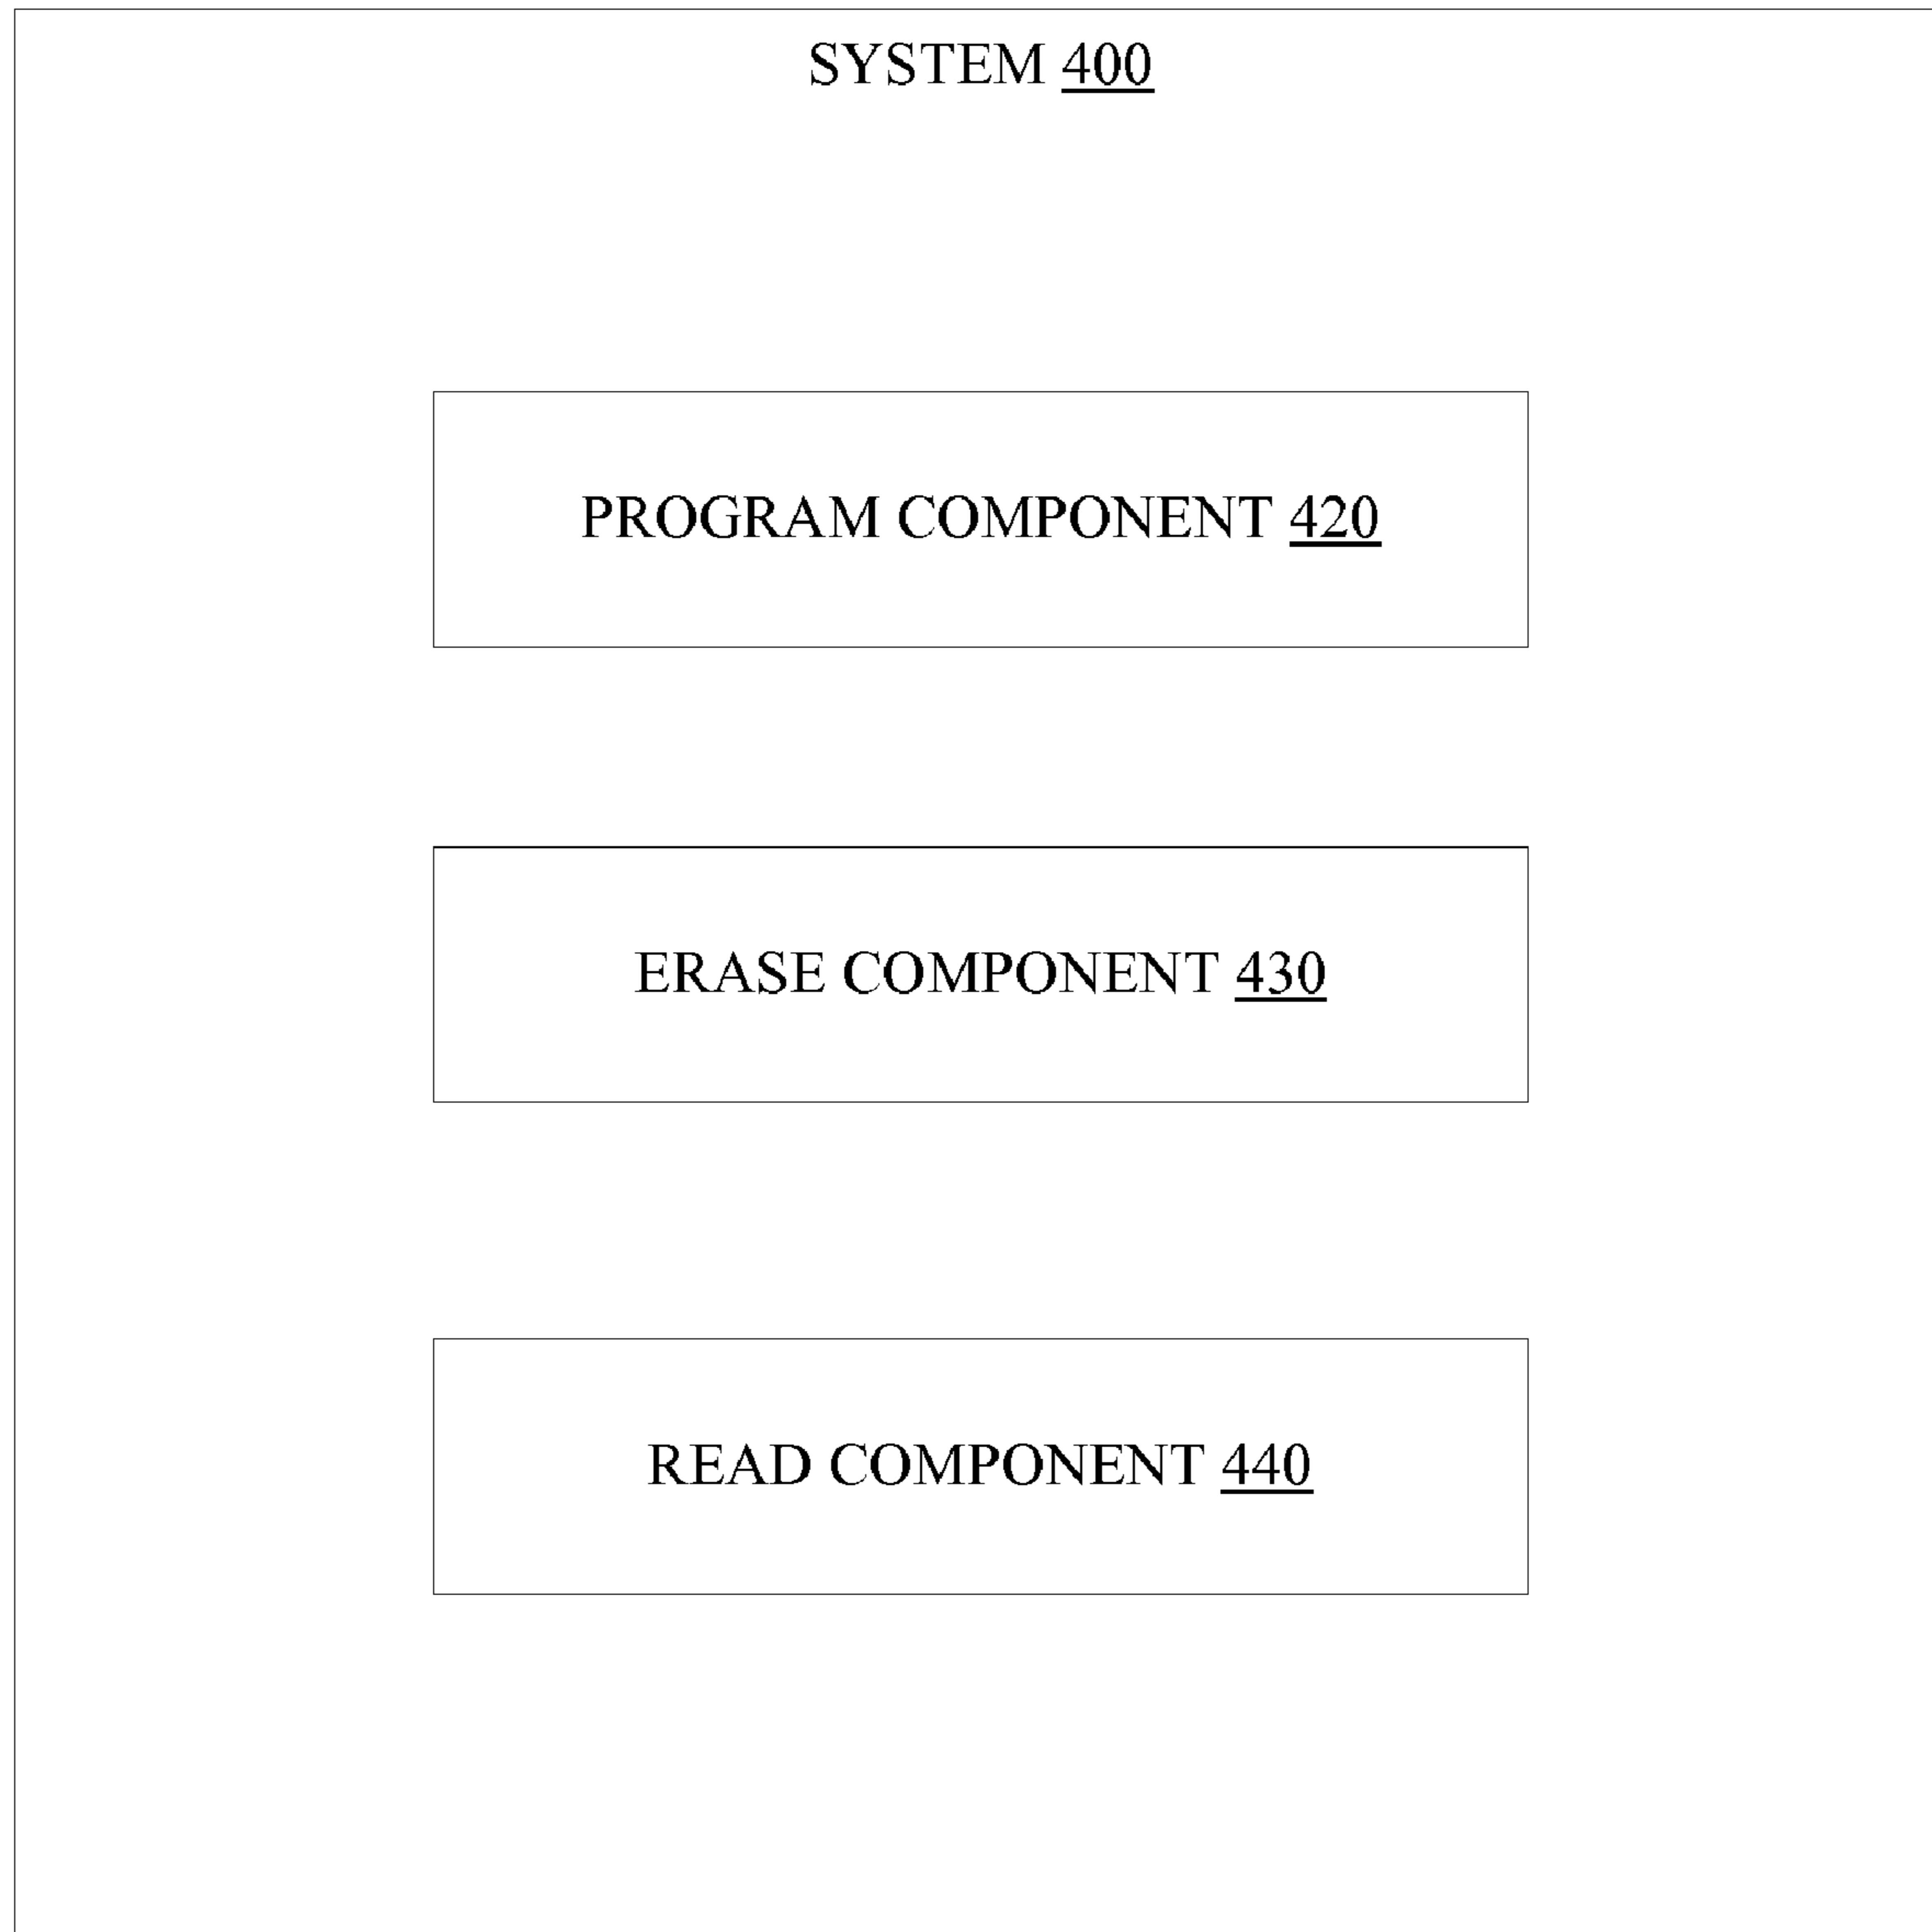 SYSTEM 400
PROGRAM COMPONENT 420
ERASE COMPONENT 430
READ COMPONENT 440